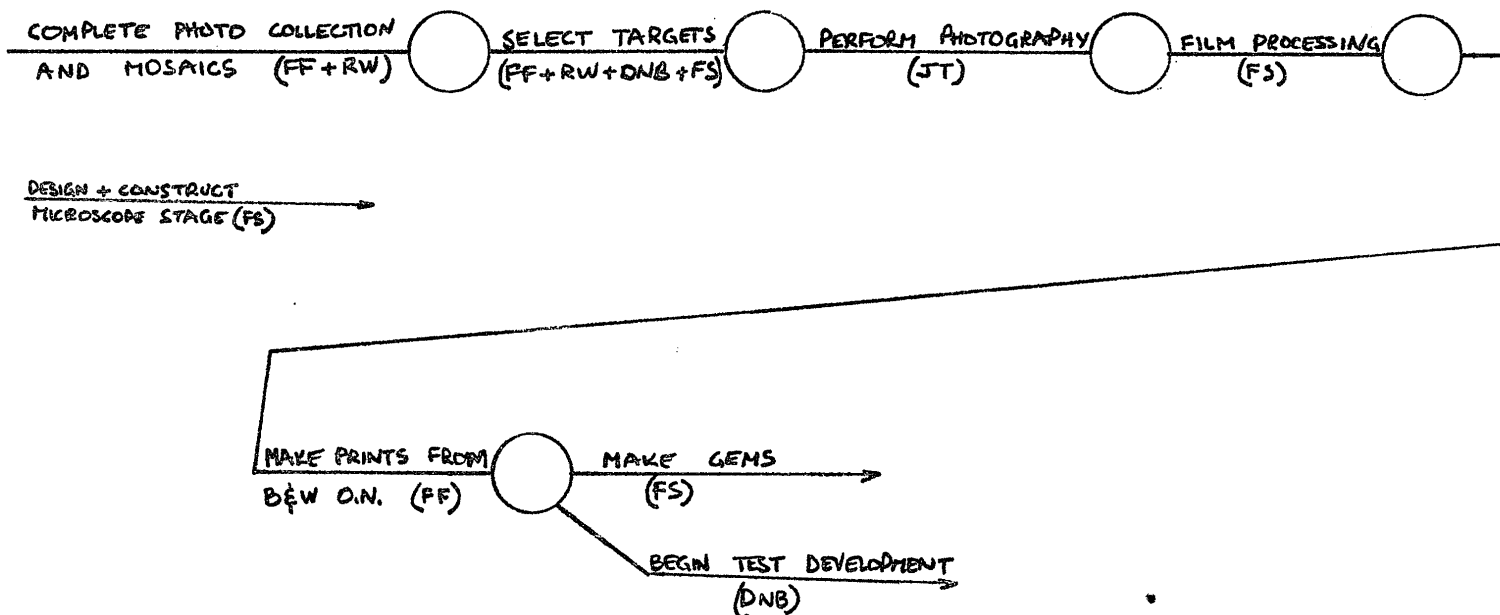 COMPLETE PHOTO COLLECTION
AND MOSAICS (FF+RW)
SELECT TARGETS
(FF+RW+DNB+FS)
PERFORM PHOTOGRAPHY
(JT)
FILM PROCESSING
(FS)
DESIGN + CONSTRUCT
MICROSCOPE STAGE (FS)
MAKE PRINTS FROM
B&W O.N. (FF)
MAKE GEMS
(FS)
BEGIN TEST DEVELOPMENT
(DNB)